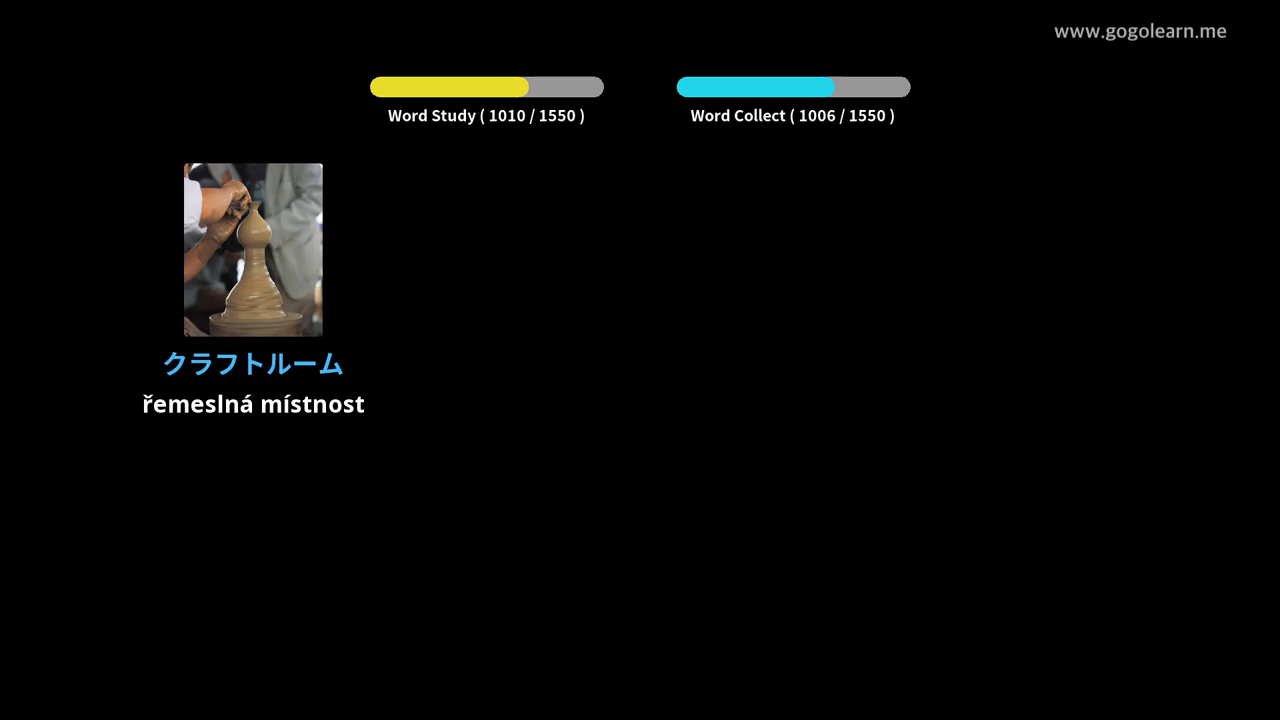 www.gogolearn.me
Word Study ( 1010 / 1550 )
Word Collect ( 1006 / 1550 )
クラフトルーム
řemeslná místnost